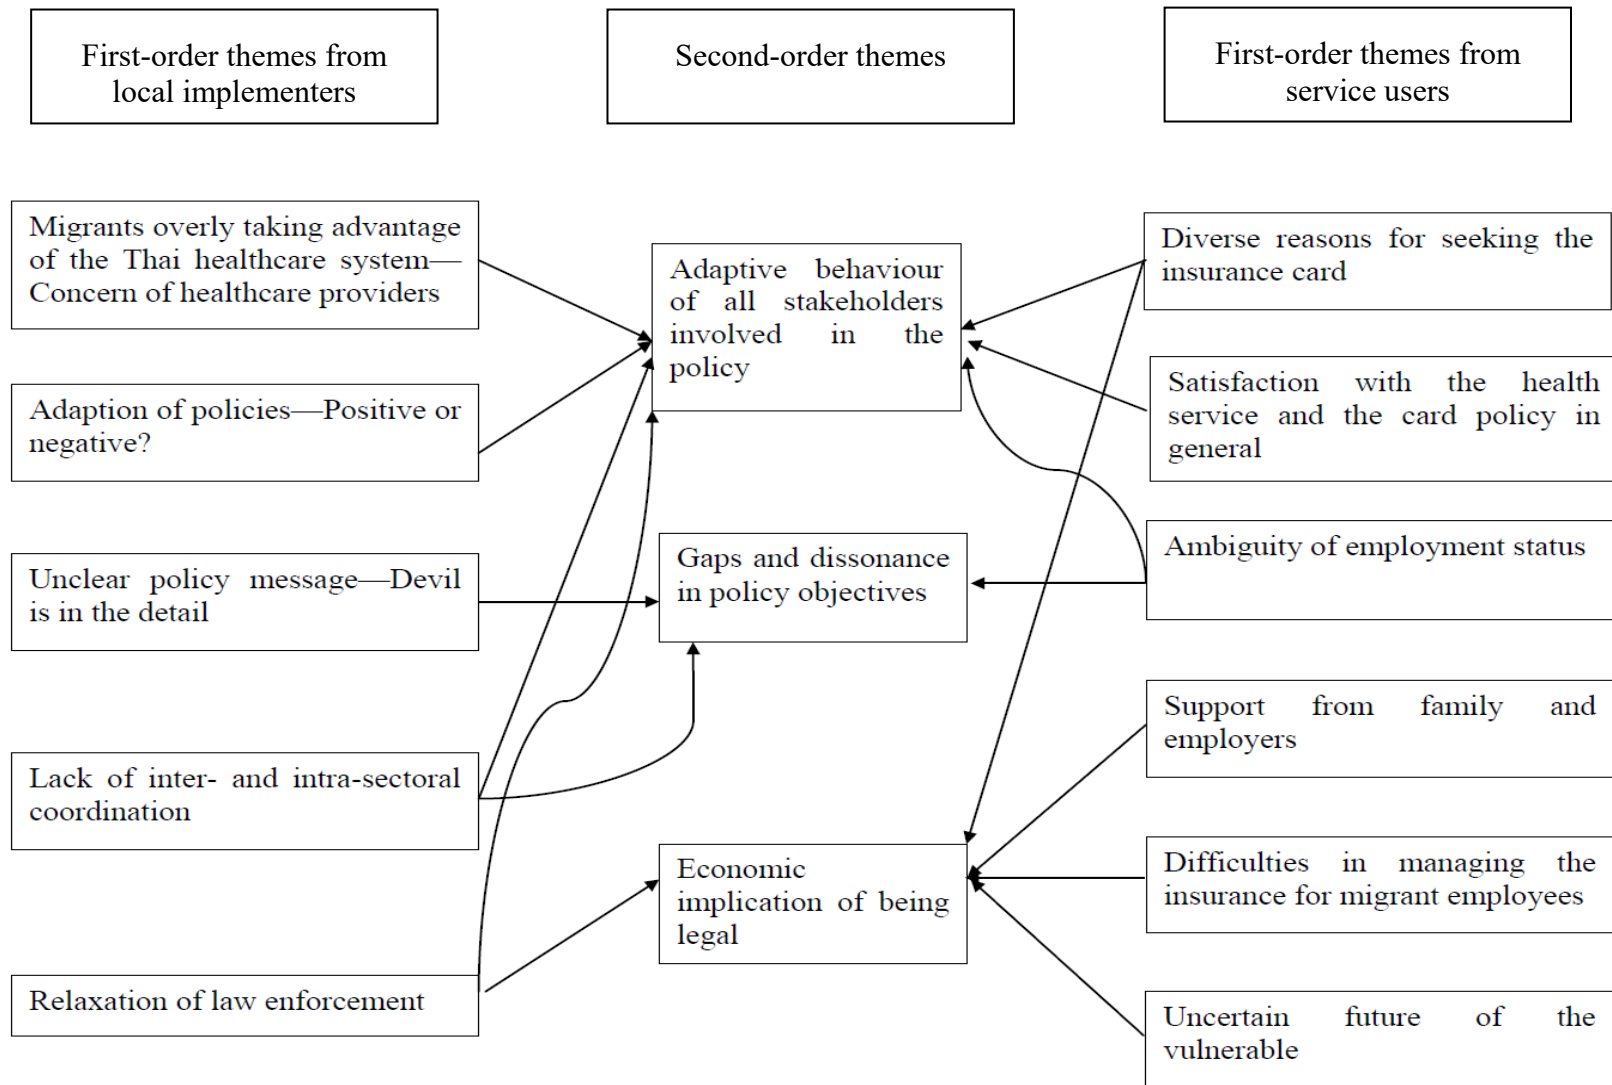 First-order themes from
local implementers
Second-order themes
First-order themes from
service users
Migrants overly taking advantage
of the Thai healthcare system—
Concern of healthcare providers
Adaption of policies—Positive or
negative?
Unclear policy message—Devil
is in the detail
Lack of inter- and intra-sectoral
coordination
Relaxation of law enforcement
Adaptive behaviour
of all stakeholders
involved in the
policy
Gaps and dissonance
in policy objectives
Economic
implication of being
legal
Diverse reasons for seeking the
insurance card
Satisfaction with the health
service and the card policy in
general
Ambiguity of employment status
Support from family and
employers
Difficulties in managing the
insurance for migrant employees
Uncertain future of the
vulnerable